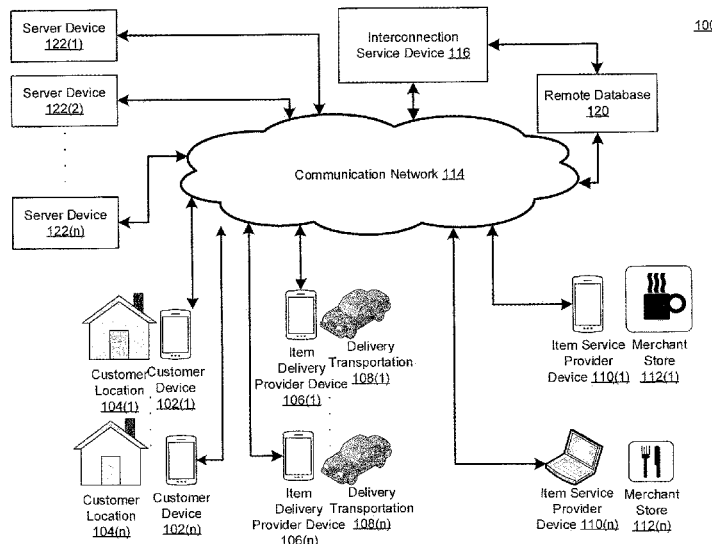 Server Device
122(1)
Interconnection
Service Device 116
100
Server Device
122(2)
Remote Database
120
Communication Network 114
Server Device
122(n)
Customer
Location
104(1)
Customer
Device
102(1)
Item
Delivery
Provider Device
106(1)
Delivery
Transportation
108(1)
Item Service
Provider
Device 110(1)
Merchant
Store
112(1)
Customer
Location
104(n)
Customer
Device
102(n)
Item
Delivery
Provider Device
106(n)
Delivery
Transportation
108(n)
Item Service
Provider
Device 110(n)
Merchant
Store
112(n)